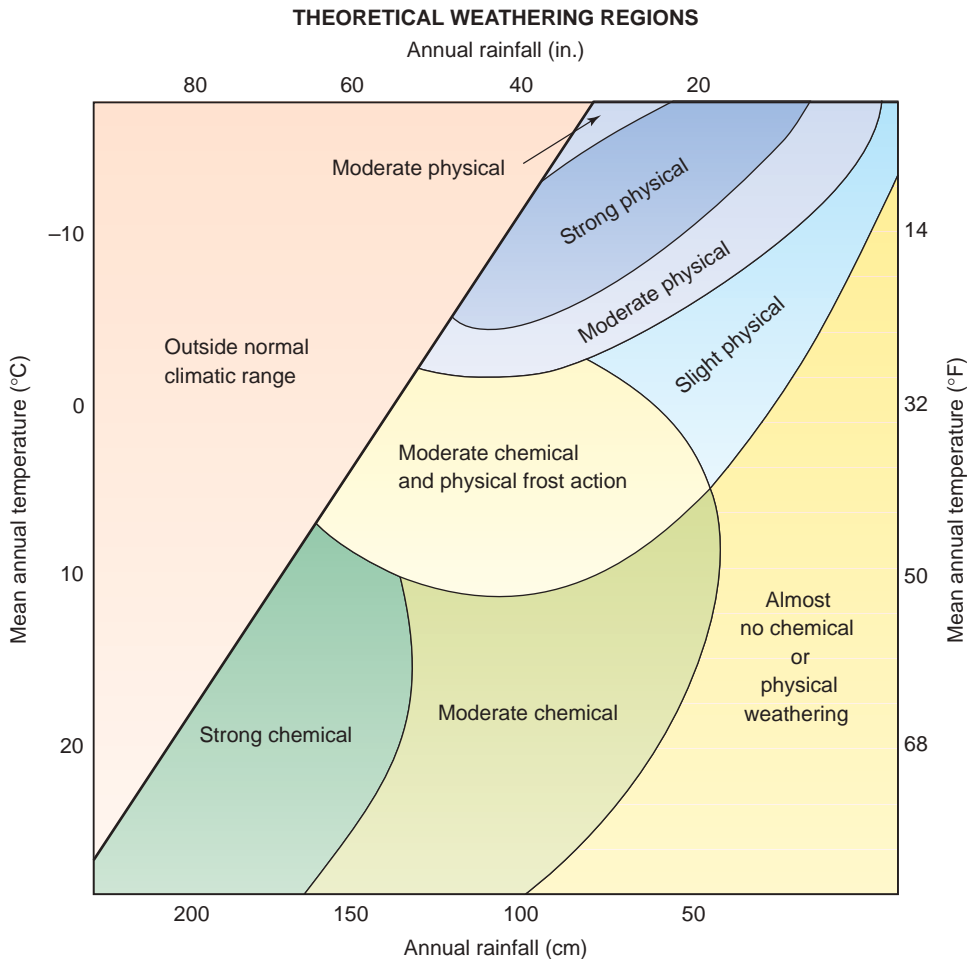 THEORETICAL WEATHERING REGIONS
Annual rainfall (in.)
80
60
40
20
Moderate physical
Strong physical
–10
14
Moderate physical
Slight physical
Outside normal
climatic range
Mean annual temperature (°C)
Mean annual temperature (°F)
0
32
Moderate chemical
and physical frost action
10
50
Almost
no chemical
or
physical
weathering
Moderate chemical
Strong chemical
20
68
200
150
100
50
Annual rainfall (cm)